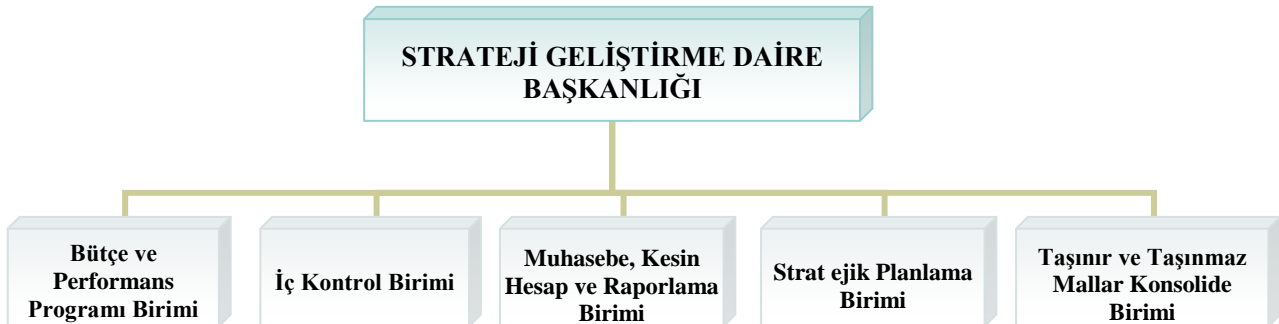 STRATEJİ GELİŞTİRME DAİRE
BAŞKANLIĞI
Bütçe ve
Performans
Programı Birimi
İç Kontrol Birimi
Muhasebe, Kesin
Hesap ve Raporlama
Birimi
Strat ejik Planlama
Birimi
Taşınır ve Taşınmaz
Mallar Konsolide
Birimi